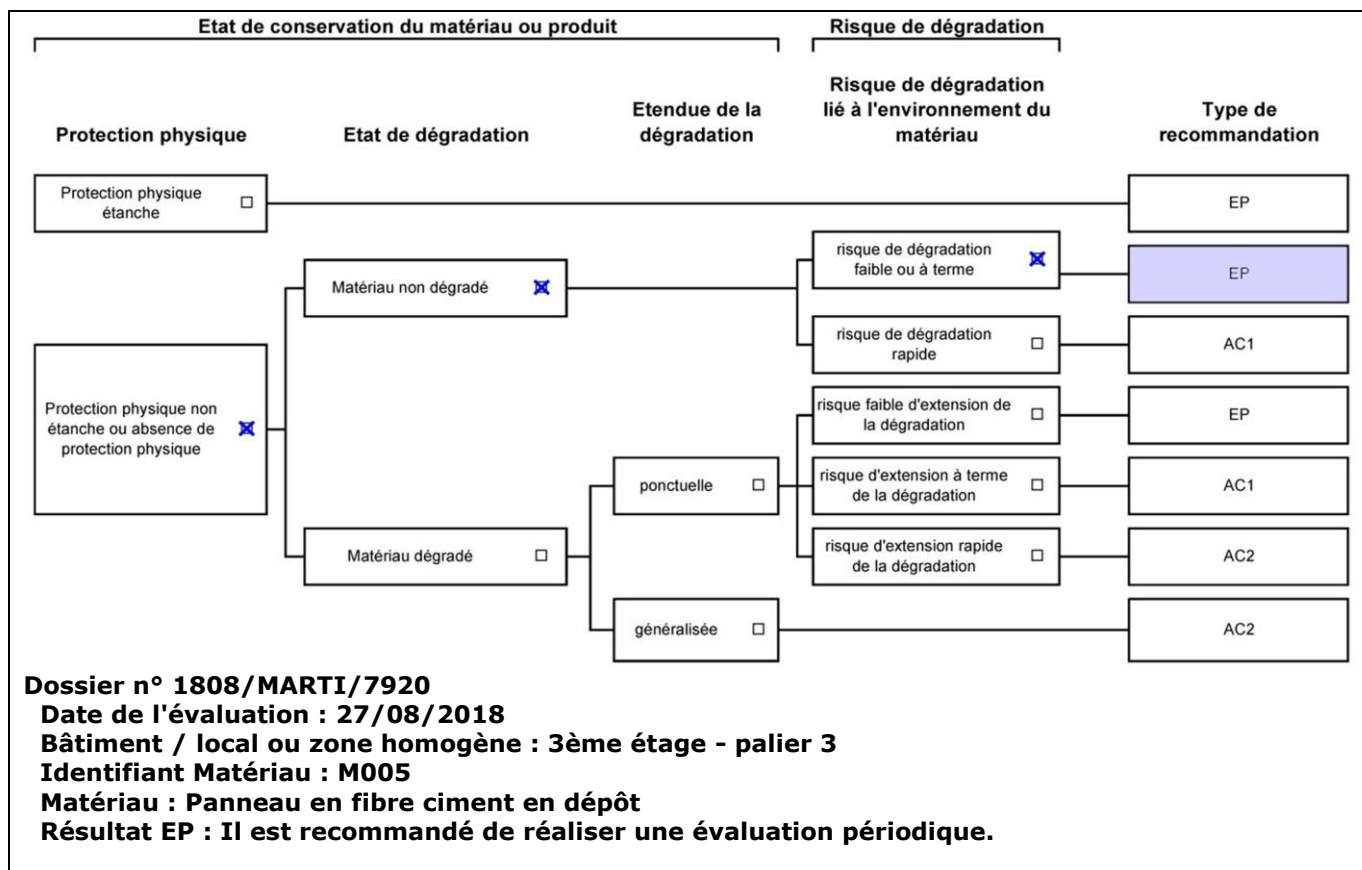 Etat de conservation du matériau ou produit
Risque de dégradation
Protection physique
Etat de dégradation
Etendue de la
dégradation
Risque de dégradation
lié à l'environnement du
matériau
Type de
recommandation
Protection physique
étanche
EP
risque de dégradation
faible ou à terme
EP
Matériau non dégradé
risque de dégradation
rapide
AC1
Protection physique non
étanche ou absence de
protection physique
risque faible d'extension de
la dégradation
EP
ponctuelle
risque d'extension à terme
de la dégradation
AC1
Matériau dégradé
risque d'extension rapide
de la dégradation
AC2
généralisée
AC2
Dossier n° 1808/MARTI/7920
Date de l'évaluation : 27/08/2018
Bâtiment / local ou zone homogène : 3ème étage - palier 3
Identifiant Matériau : M005
Matériau : Panneau en fibre ciment en dépôt
Résultat EP : Il est recommandé de réaliser une évaluation périodique.